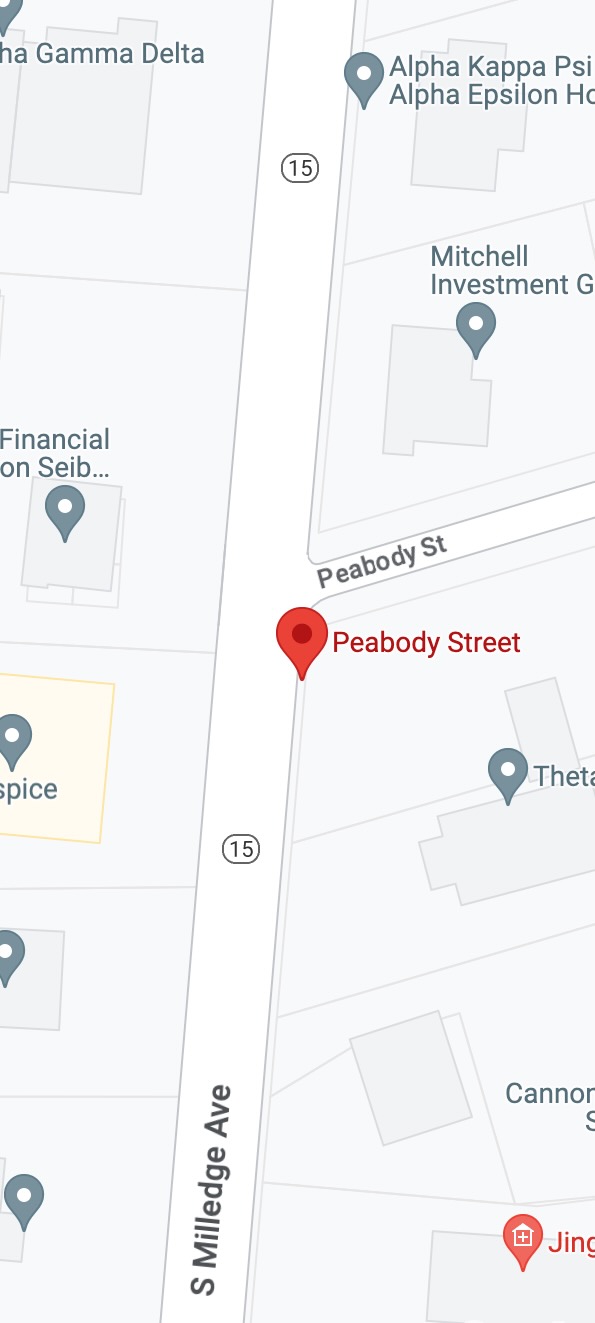 ha Gamma Delta
Alpha Kappa Psi
Alpha Epsilon Ho
15
Mitchell
Investment G
Financial
on Seib...
Peabody St
Peabody Street
spice
Theta
15
Cannon
S
S Milledge Ave
Jing